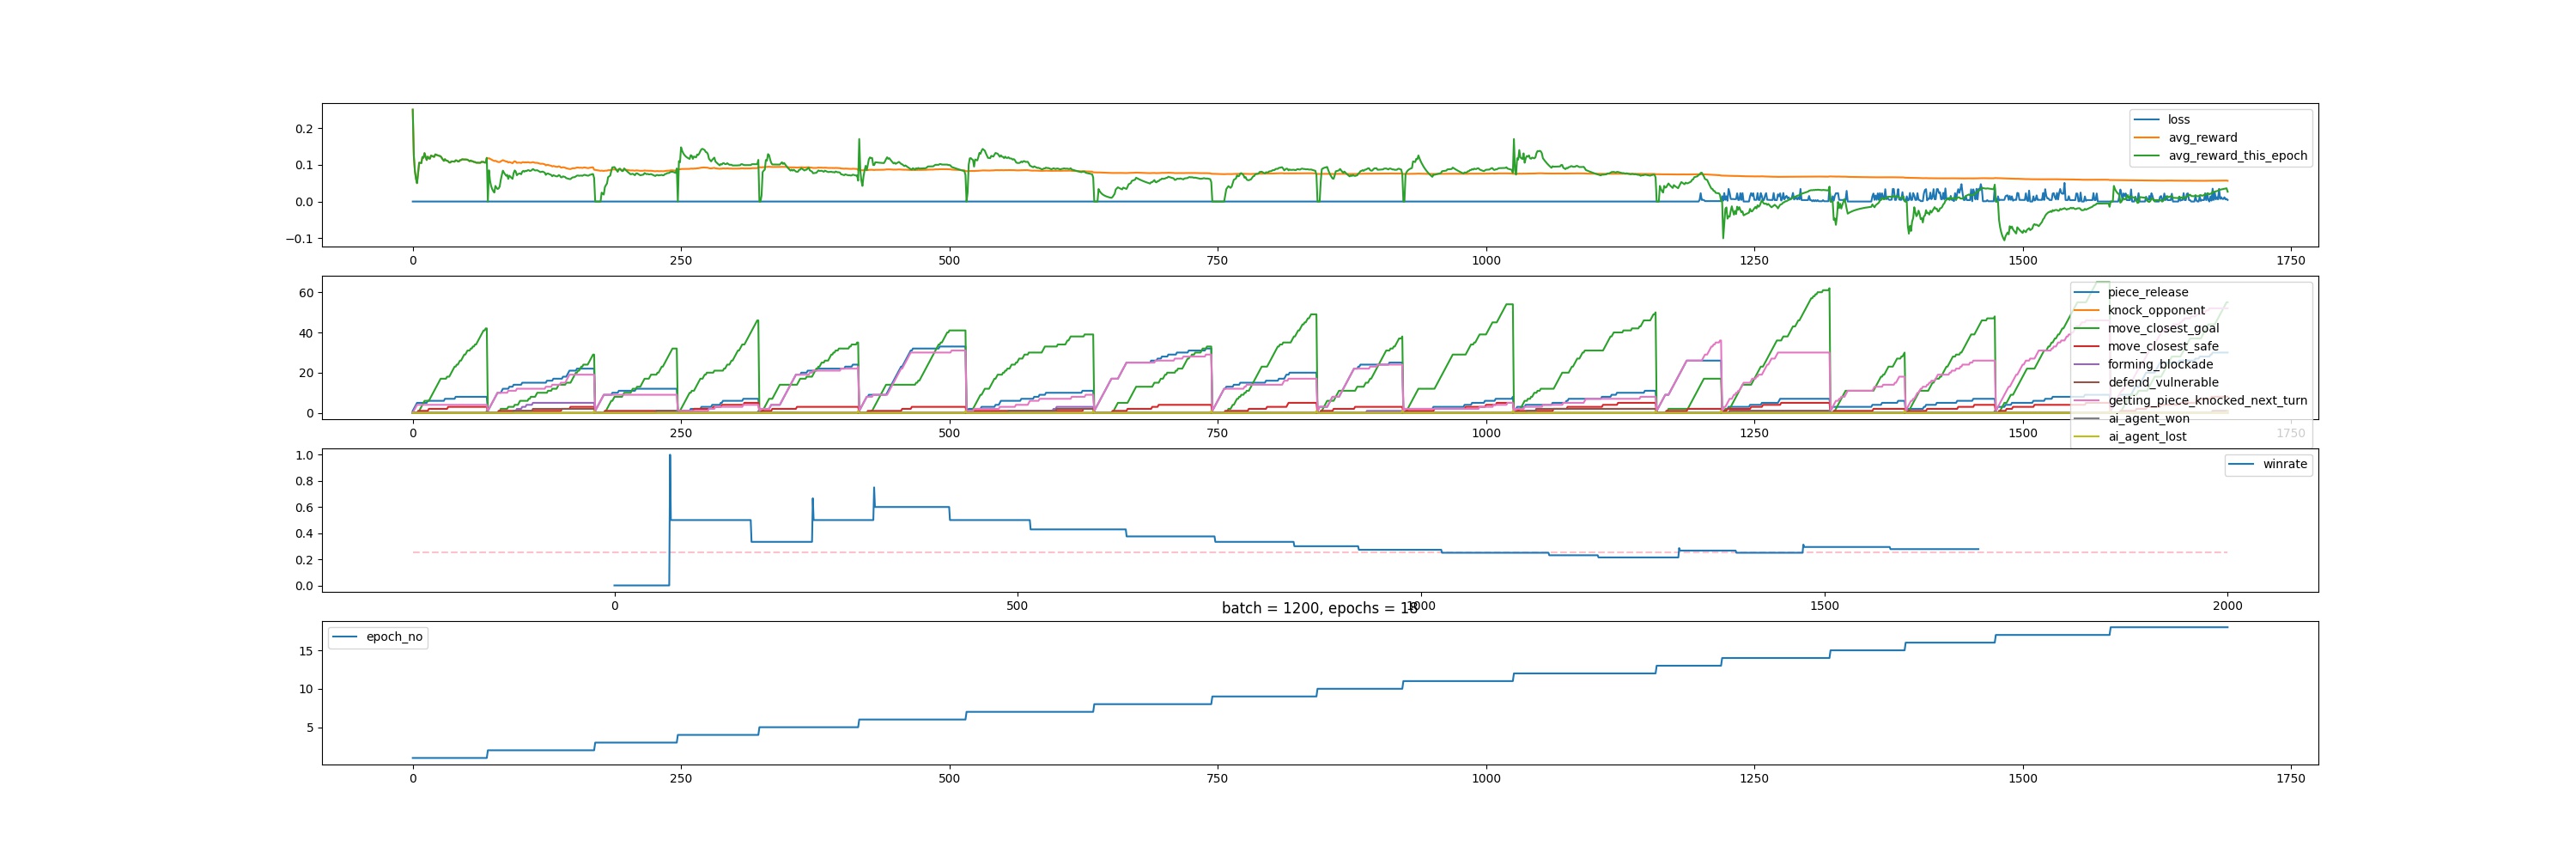 0.2
0.1
0.0
−0.1
loss
avg_reward
avg_reward_this_epoch
0 250 500 750 1000 1250 1500 1750
60
40
20
0
piece_release
knock_opponent
move_closest_goal
move_closest_safe
forming_blockade
defend_vulnerable
getting_piece_knocked_next_turn
ai_agent_won
ai_agent_lost
0 250 500 750 1000 1250 1500 1750
1.0
0.8
0.6
0.4
0.2
0.0
winrate
0 500 1000 1500 2000
batch = 1200, epochs = 18
epoch_no
15
10
5
0 250 500 750 1000 1250 1500 1750